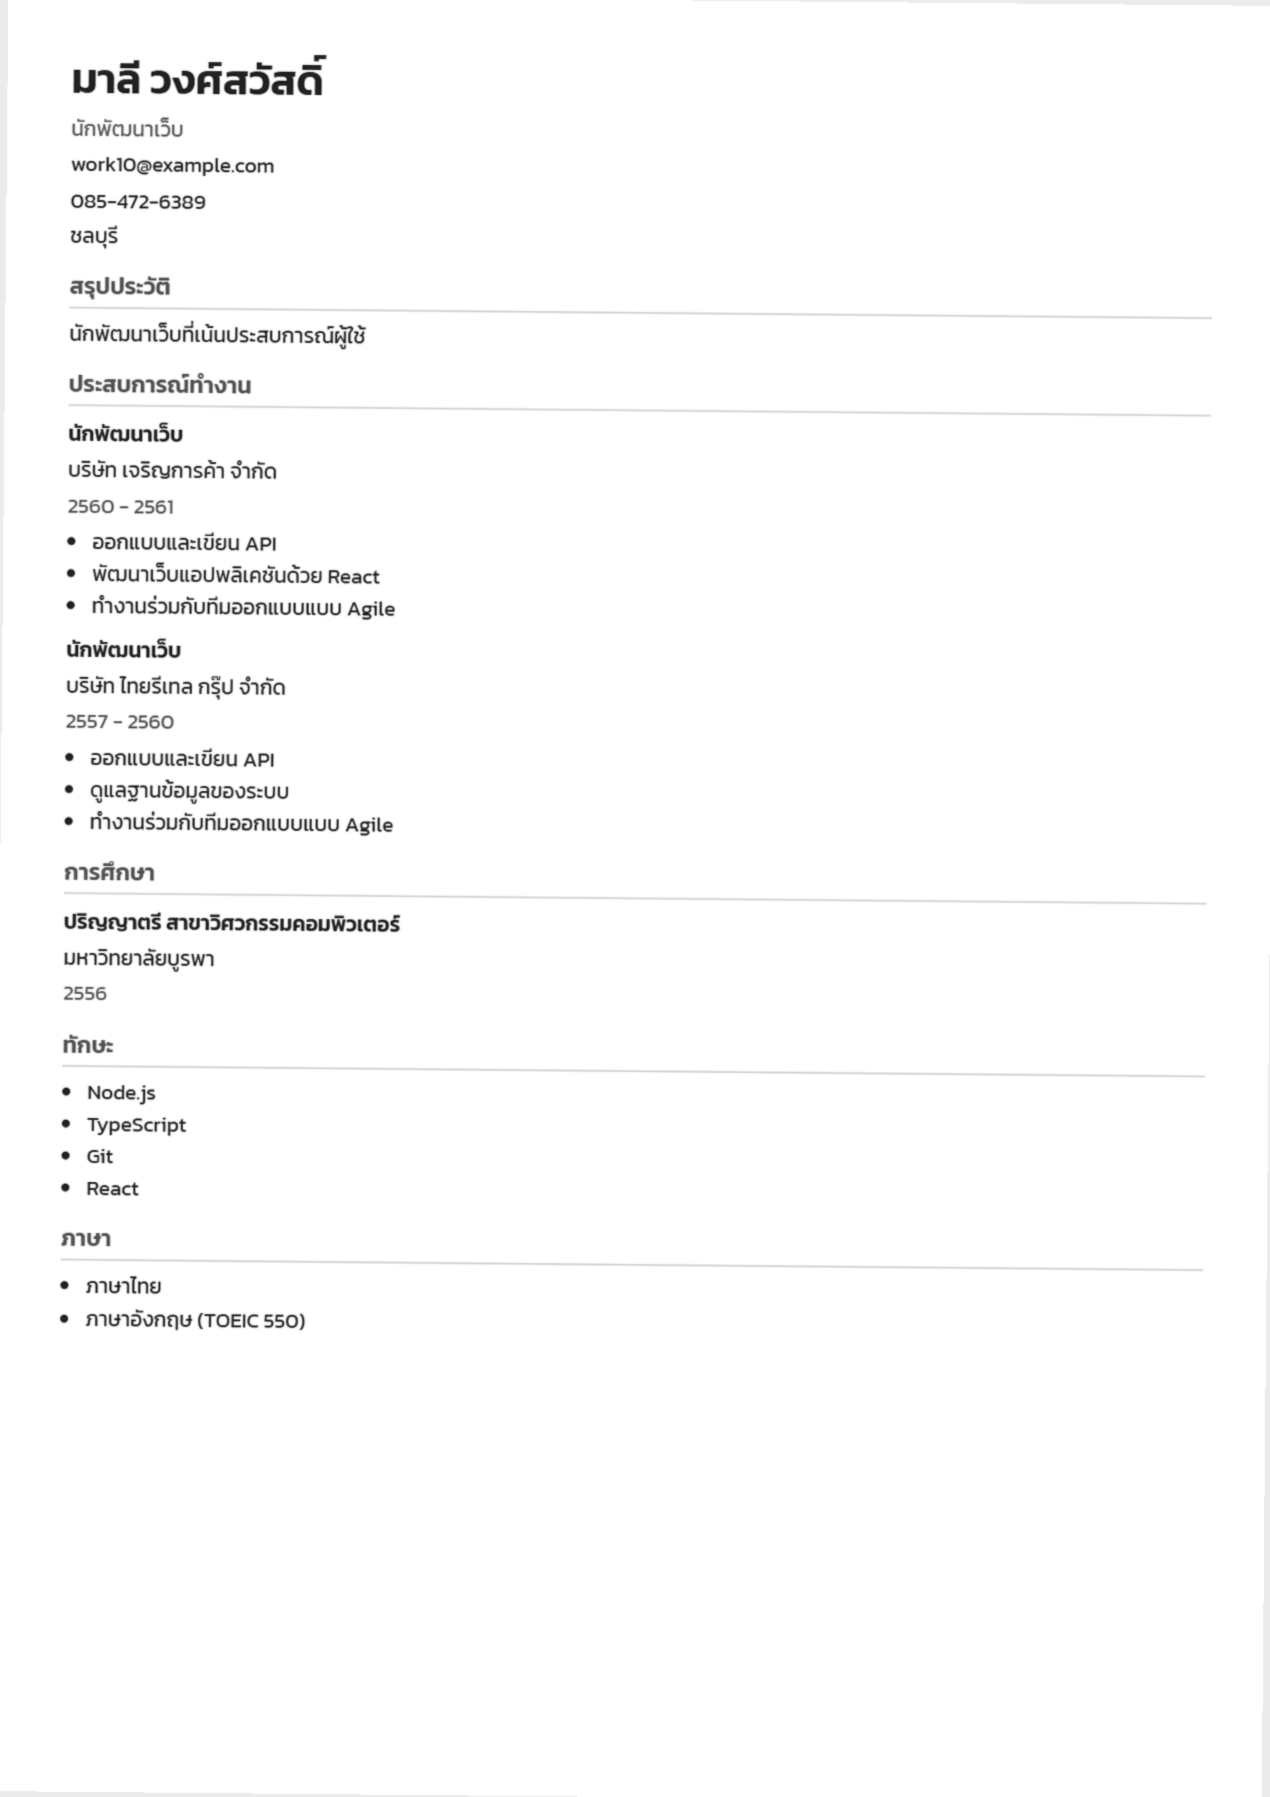 มาลี วงศ์สวัสดิ์
นักพัฒนาเว็บ
work10@example.com
085-472-6389
ชลบุรี
สรุปประวัติ
นักพัฒนาเว็บที่เน้นประสบการณ์ผู้ใช้
ประสบการณ์ทำงาน
นักพัฒนาเว็บ
บริษัท เจริญการค้า จำกัด
2560 – 2561
• ออกแบบและเขียน API
• พัฒนาเว็บแอปพลิเคชันด้วย React
• ทำงานร่วมกับทีมออกแบบแบบ Agile
นักพัฒนาเว็บ
บริษัท ไทยรีเทล กรุ๊ป จำกัด
2557 – 2560
• ออกแบบและเขียน API
• ดูแลฐานข้อมูลของระบบ
• ทำงานร่วมกับทีมออกแบบแบบ Agile
การศึกษา
ปริญญาตรี สาขาวิศวกรรมคอมพิวเตอร์
มหาวิทยาลัยบูรพา
2556
ทักษะ
• Node.js
• TypeScript
• Git
• React
ภาษา
• ภาษาไทย
• ภาษาอังกฤษ (TOEIC 550)